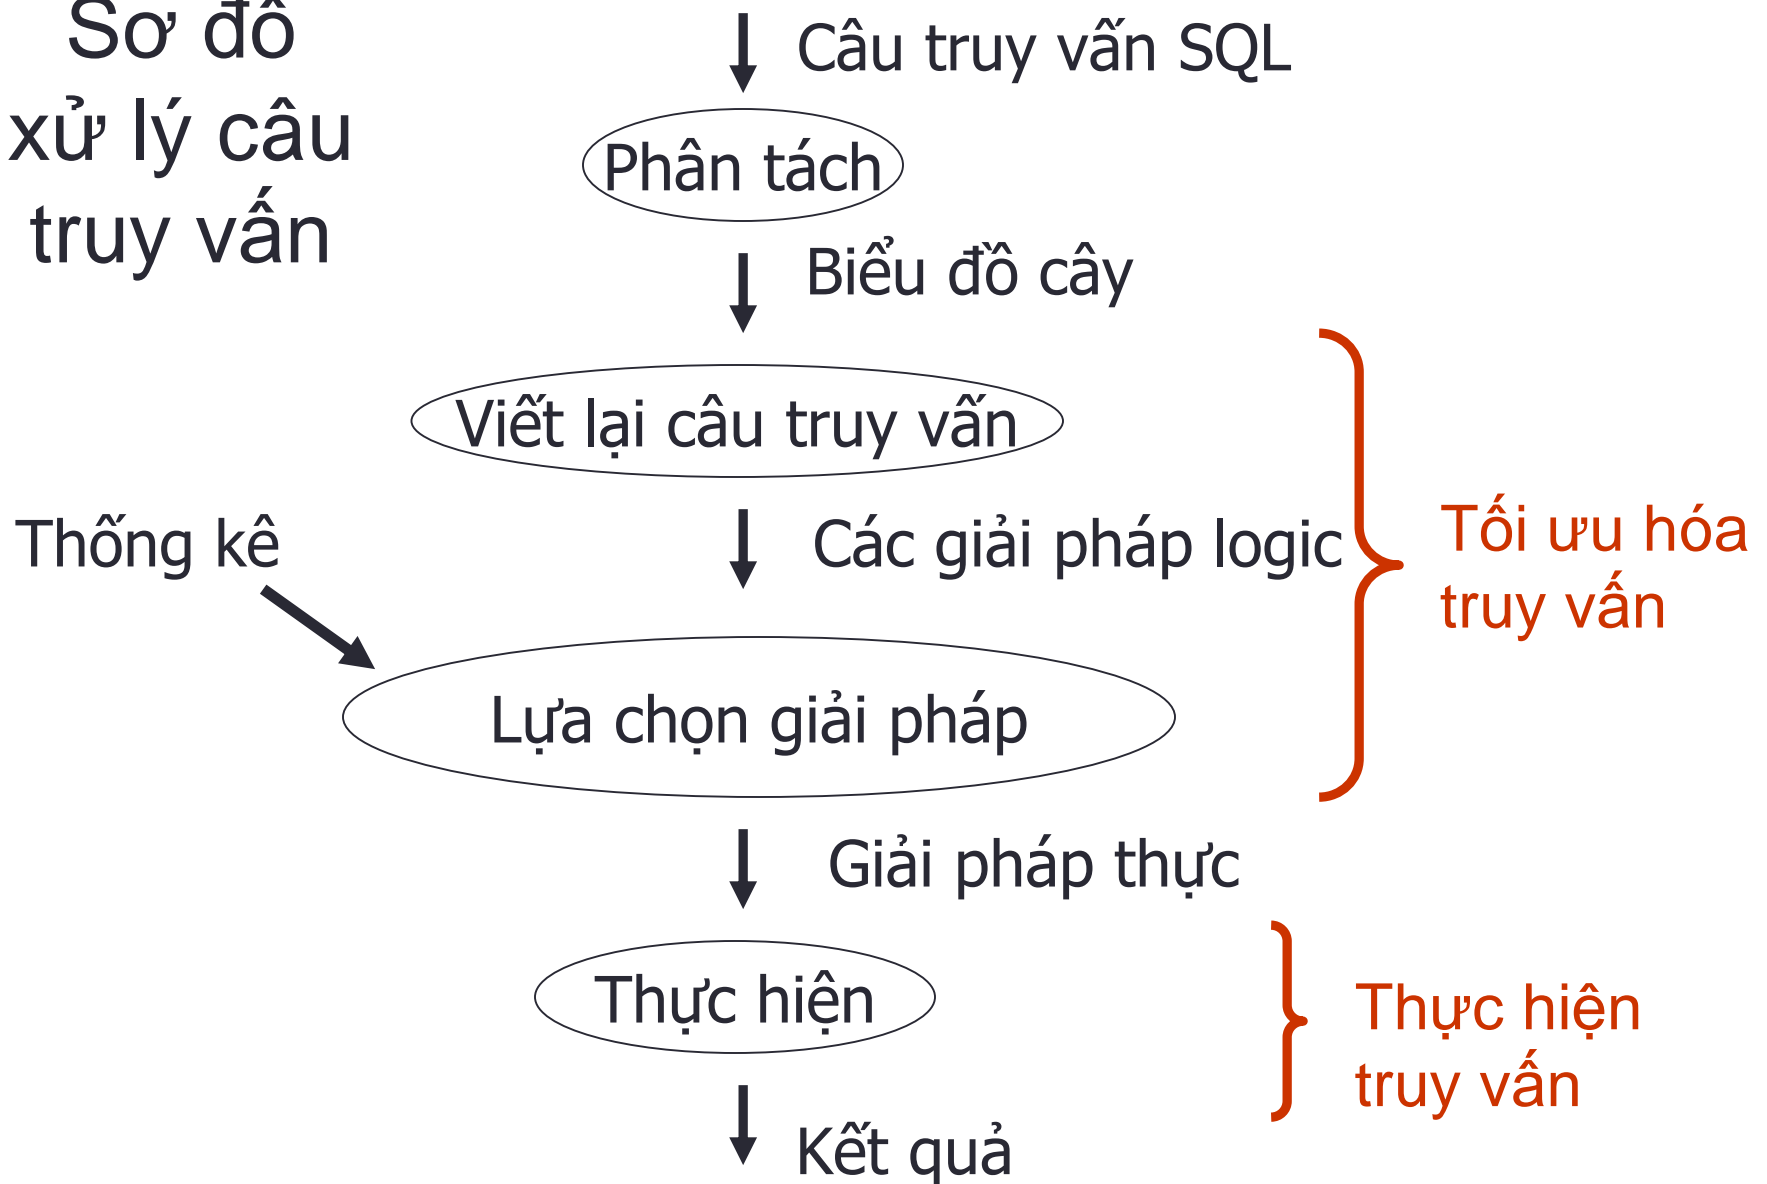 Sơ đồ
xử lý câu
truy vấn
Câu truy vấn SQL
Phân tách
Biểu đồ cây
Viết lại câu truy vấn
Thống kê
Các giải pháp logic
Tối ưu hóa
truy vấn
Lựa chọn giải pháp
Giải pháp thực
Thực hiện
Thực hiện
truy vấn
Kết quả